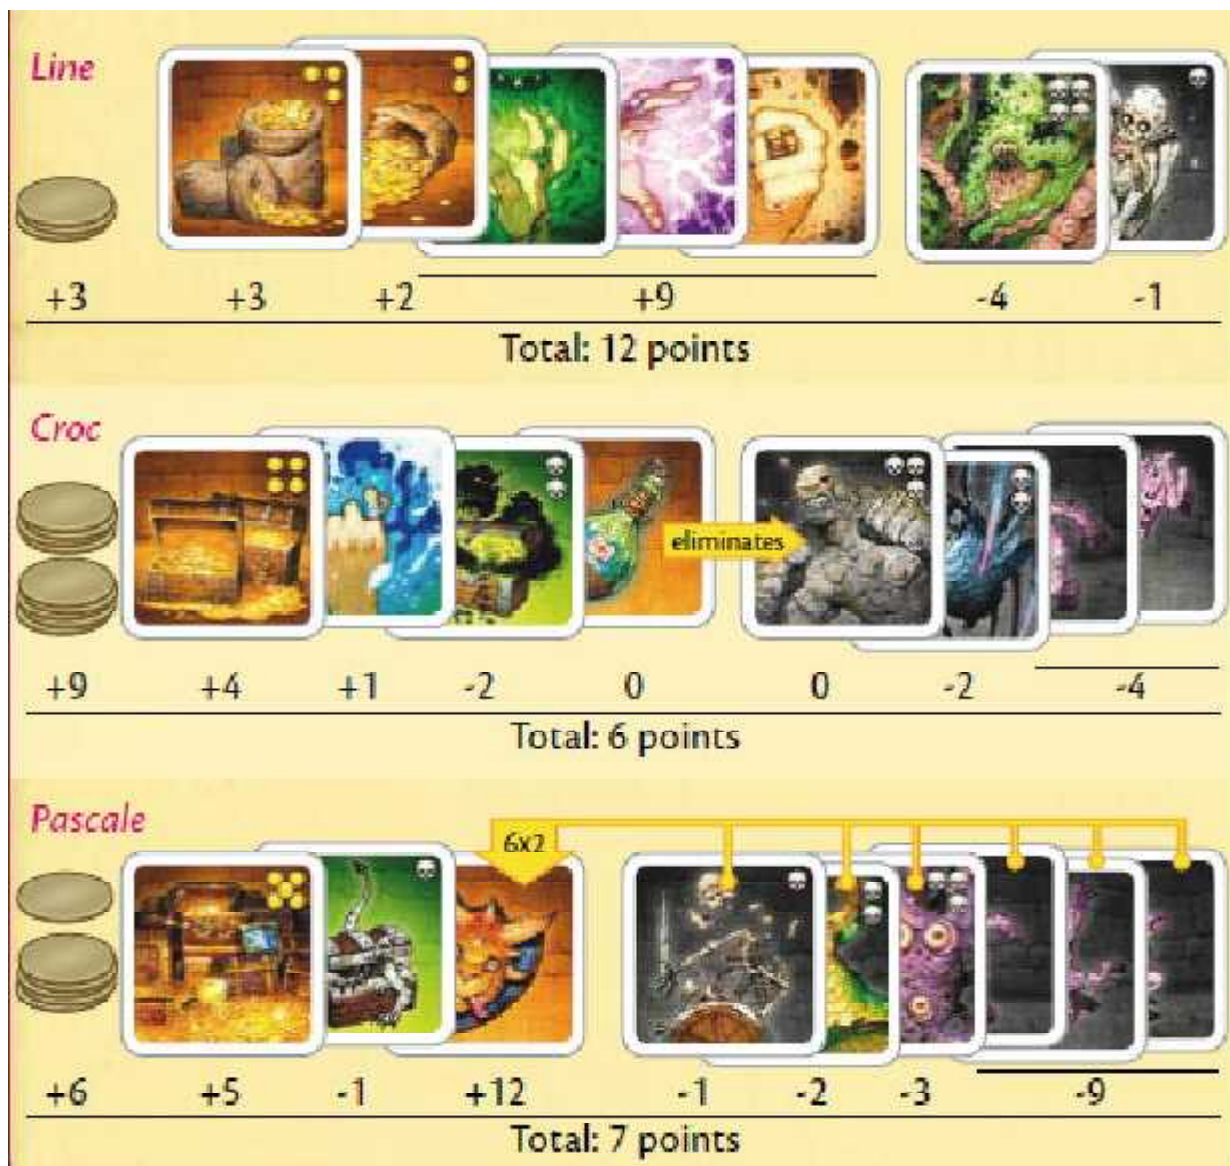 Line
+3 +3 +2 +9 -4 -1
Total: 12 points
Croc
eliminates
+9 +4 +1 -2 0 0 -2 -4
Total: 6 points
Pascale
6x2
+6 +5 -1 +12 -1 -2 -3 -9
Total: 7 points